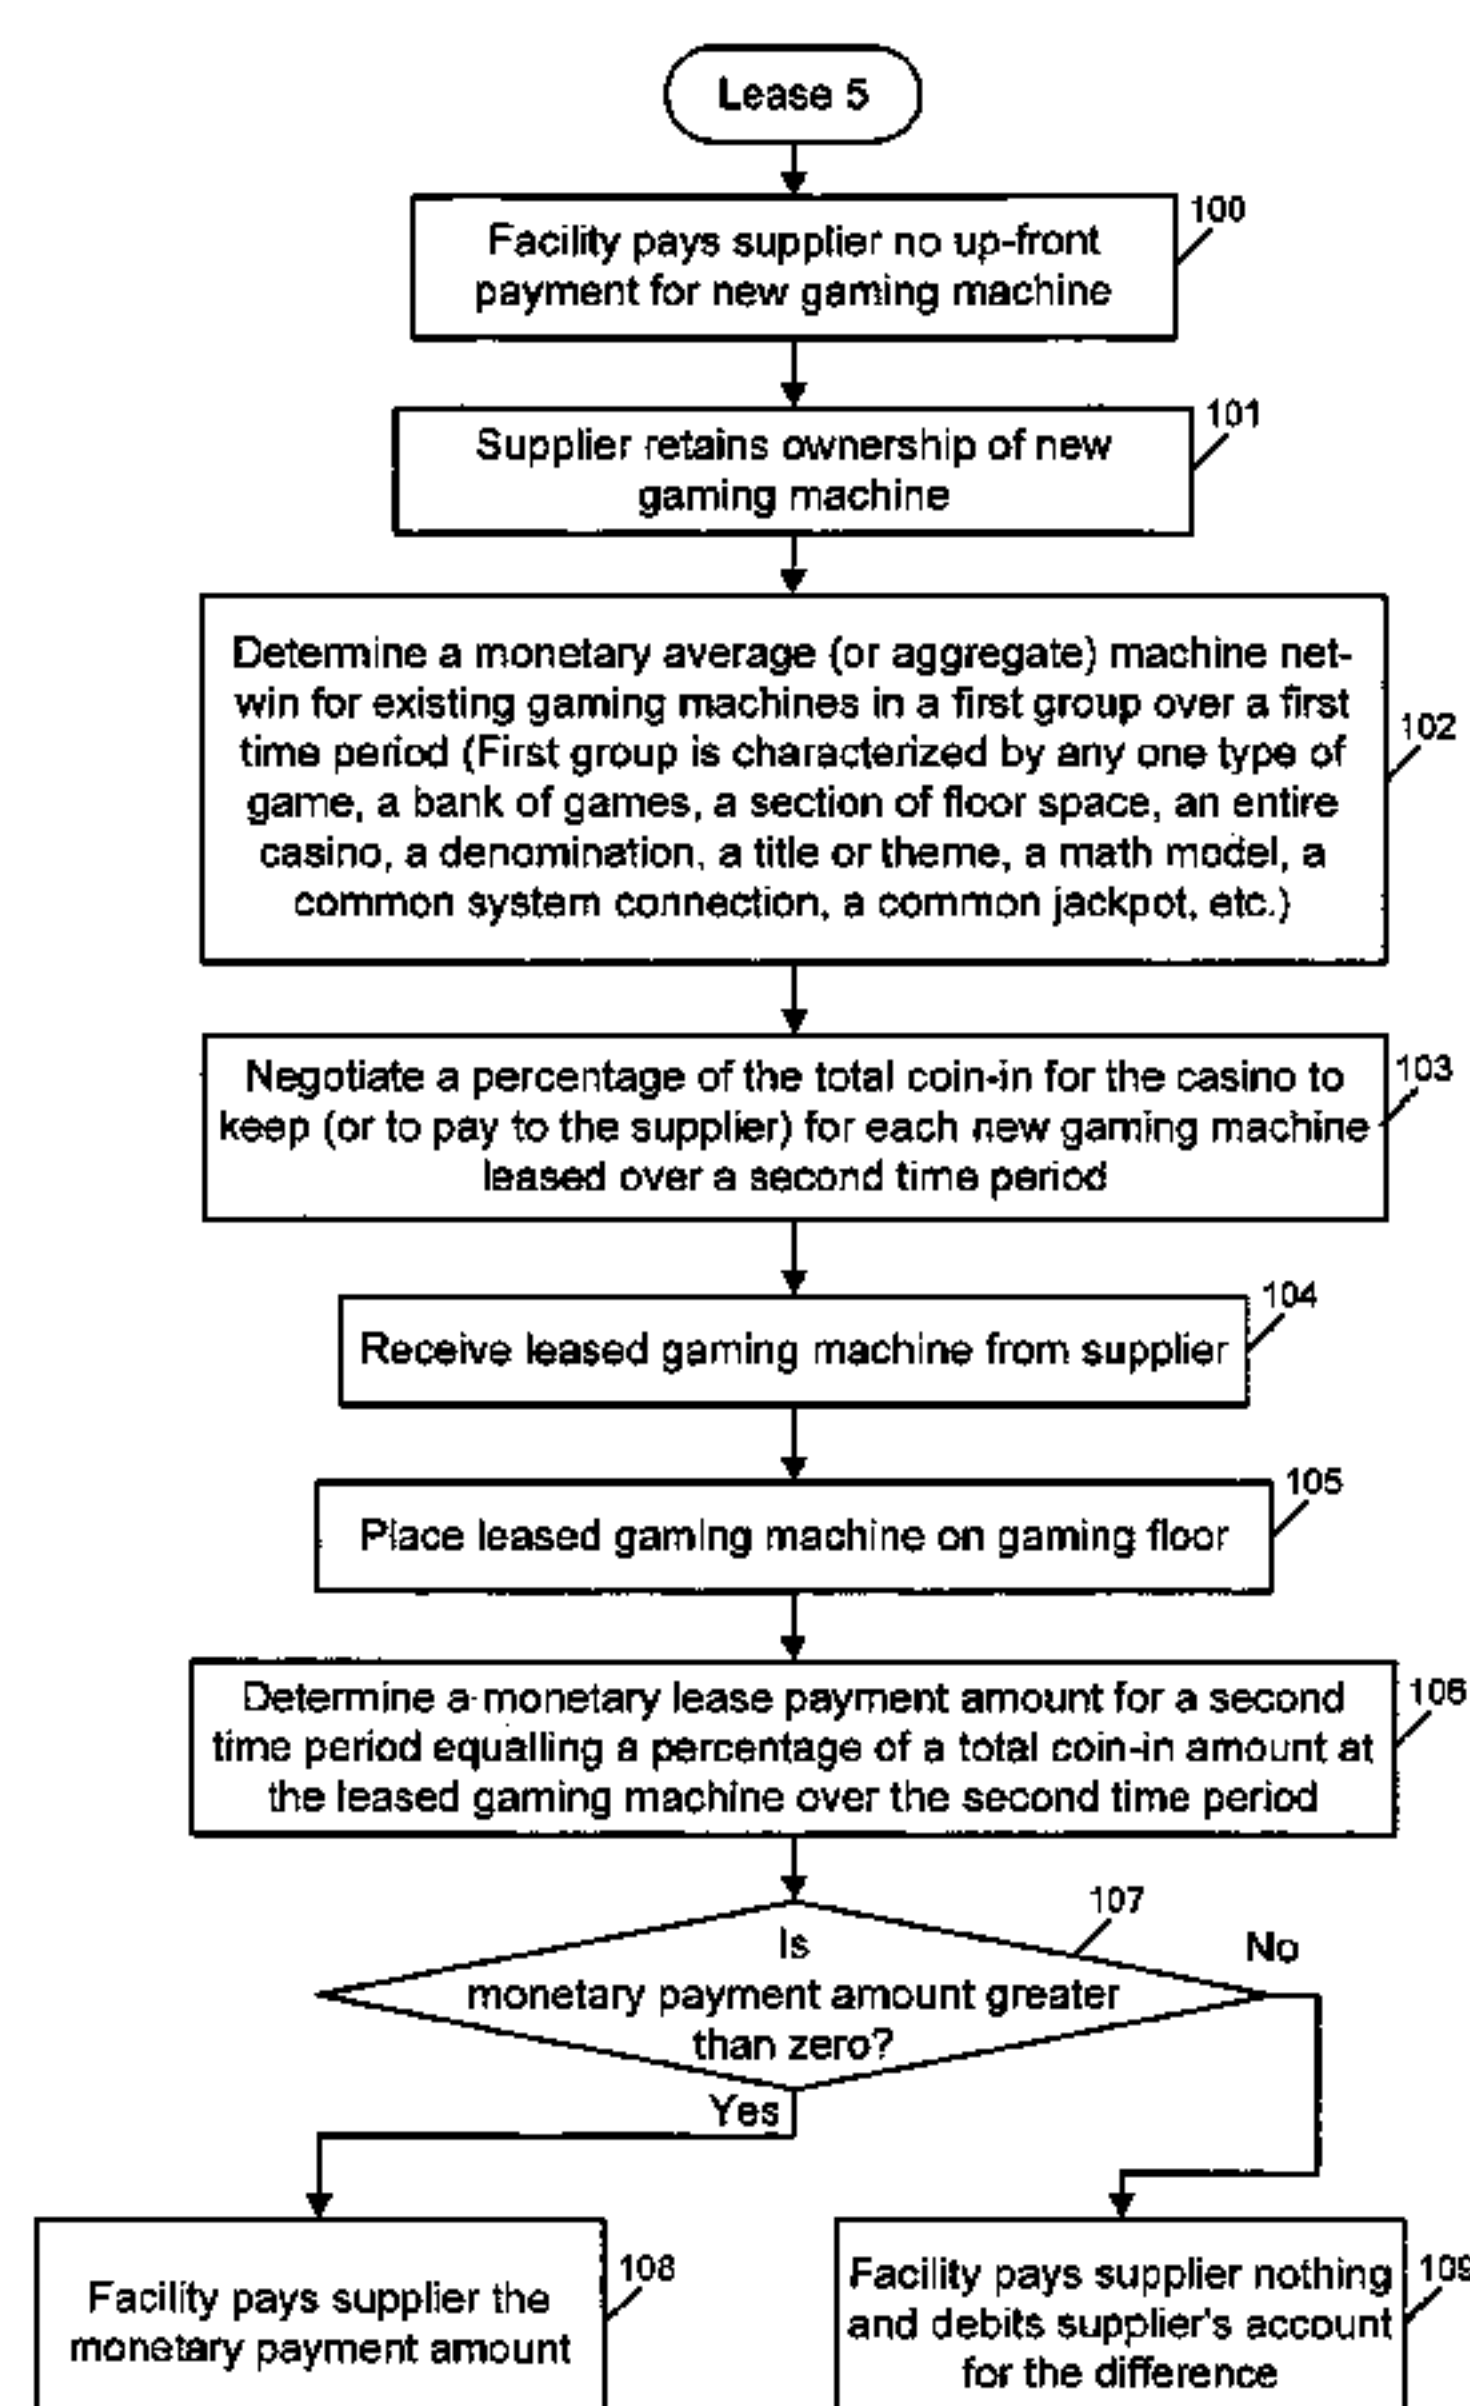 Lease 5
100
Facility pays supplier no up-front
payment for new gaming machine
101
Supplier retains ownership of new
gaming machine
Determine a monetary average (or aggregate) machine net-
win for existing gaming machines in a first group over a first
time period (First group is characterized by any one type of
102
game, a bank of games, a section of floor space, an entire
casino, a denomination, a title or theme, a math model, a
common system connection, a common jackpot, etc.)
103
Negotiate a percentage of the total coin-in for the casino to
keep (or to pay to the supplier) for each new gaming machine
leased over a second time period
104
Receive leased gaming machine from supplier
105
Place leased gaming machine on gaming floor
106
Determine a monetary lease payment amount for a second
time period equalling a percentage of a total coin-in amount at
the leased gaming machine over the second time period
107
Is
monetary payment amount greater
than zero?
No
Yes
108
Facility pays supplier the
monetary payment amount
109
Facility pays supplier nothing
and debits supplier's account
for the difference